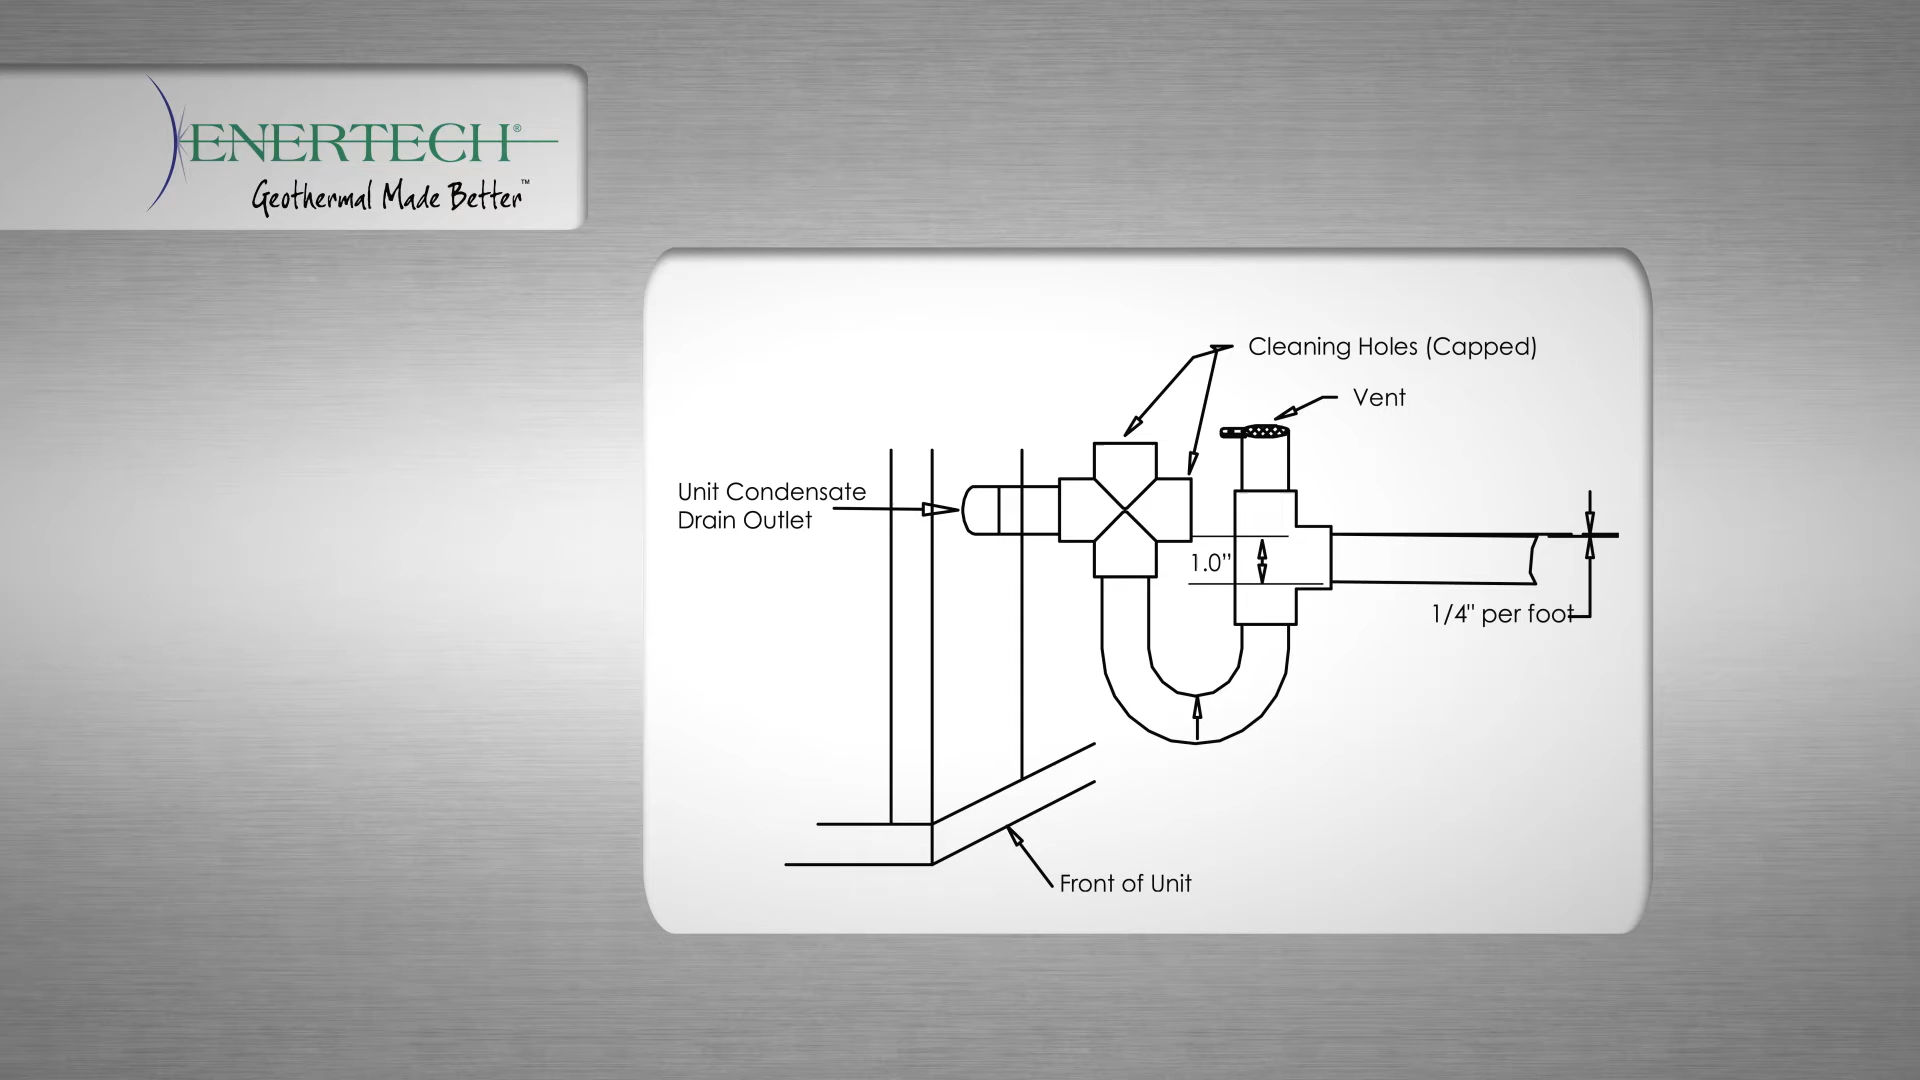 ENERTECH®
Geothermal Made Better™
Cleaning Holes (Capped)
Vent
Unit Condensate
Drain Outlet
1.0"
1/4" per foot
Front of Unit